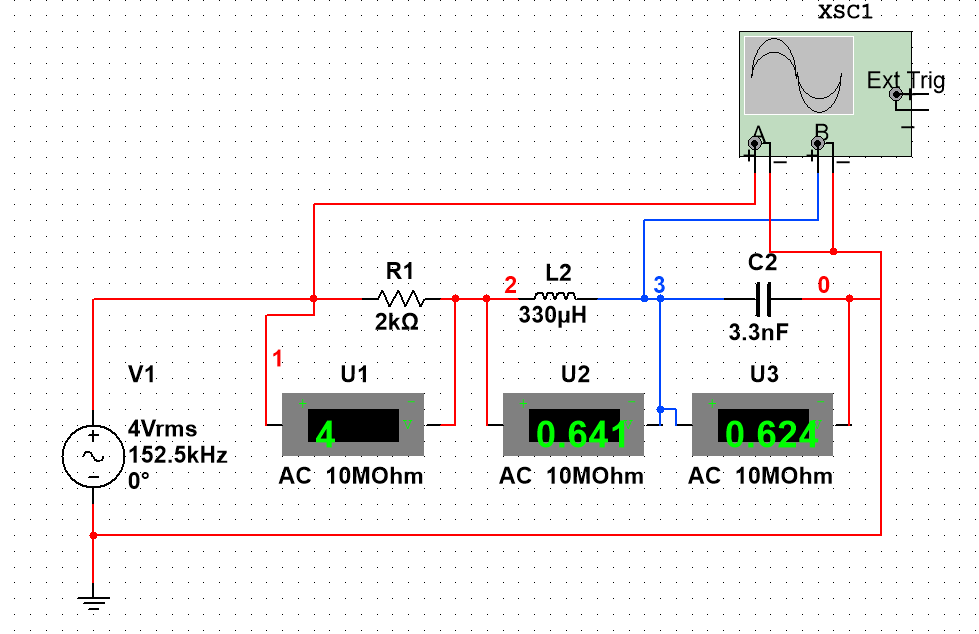 XSC1
Ext Trig
A
B
+
−
+
−
−
R1
2kΩ
2
L2
330µH
3
C2
3.3nF
0
1
V1
4Vrms
152.5kHz
0°
+
−
U1
+
−
4
V
AC 10MOhm
U2
+
−
0.641
V
AC 10MOhm
U3
+
−
0.624
V
AC 10MOhm